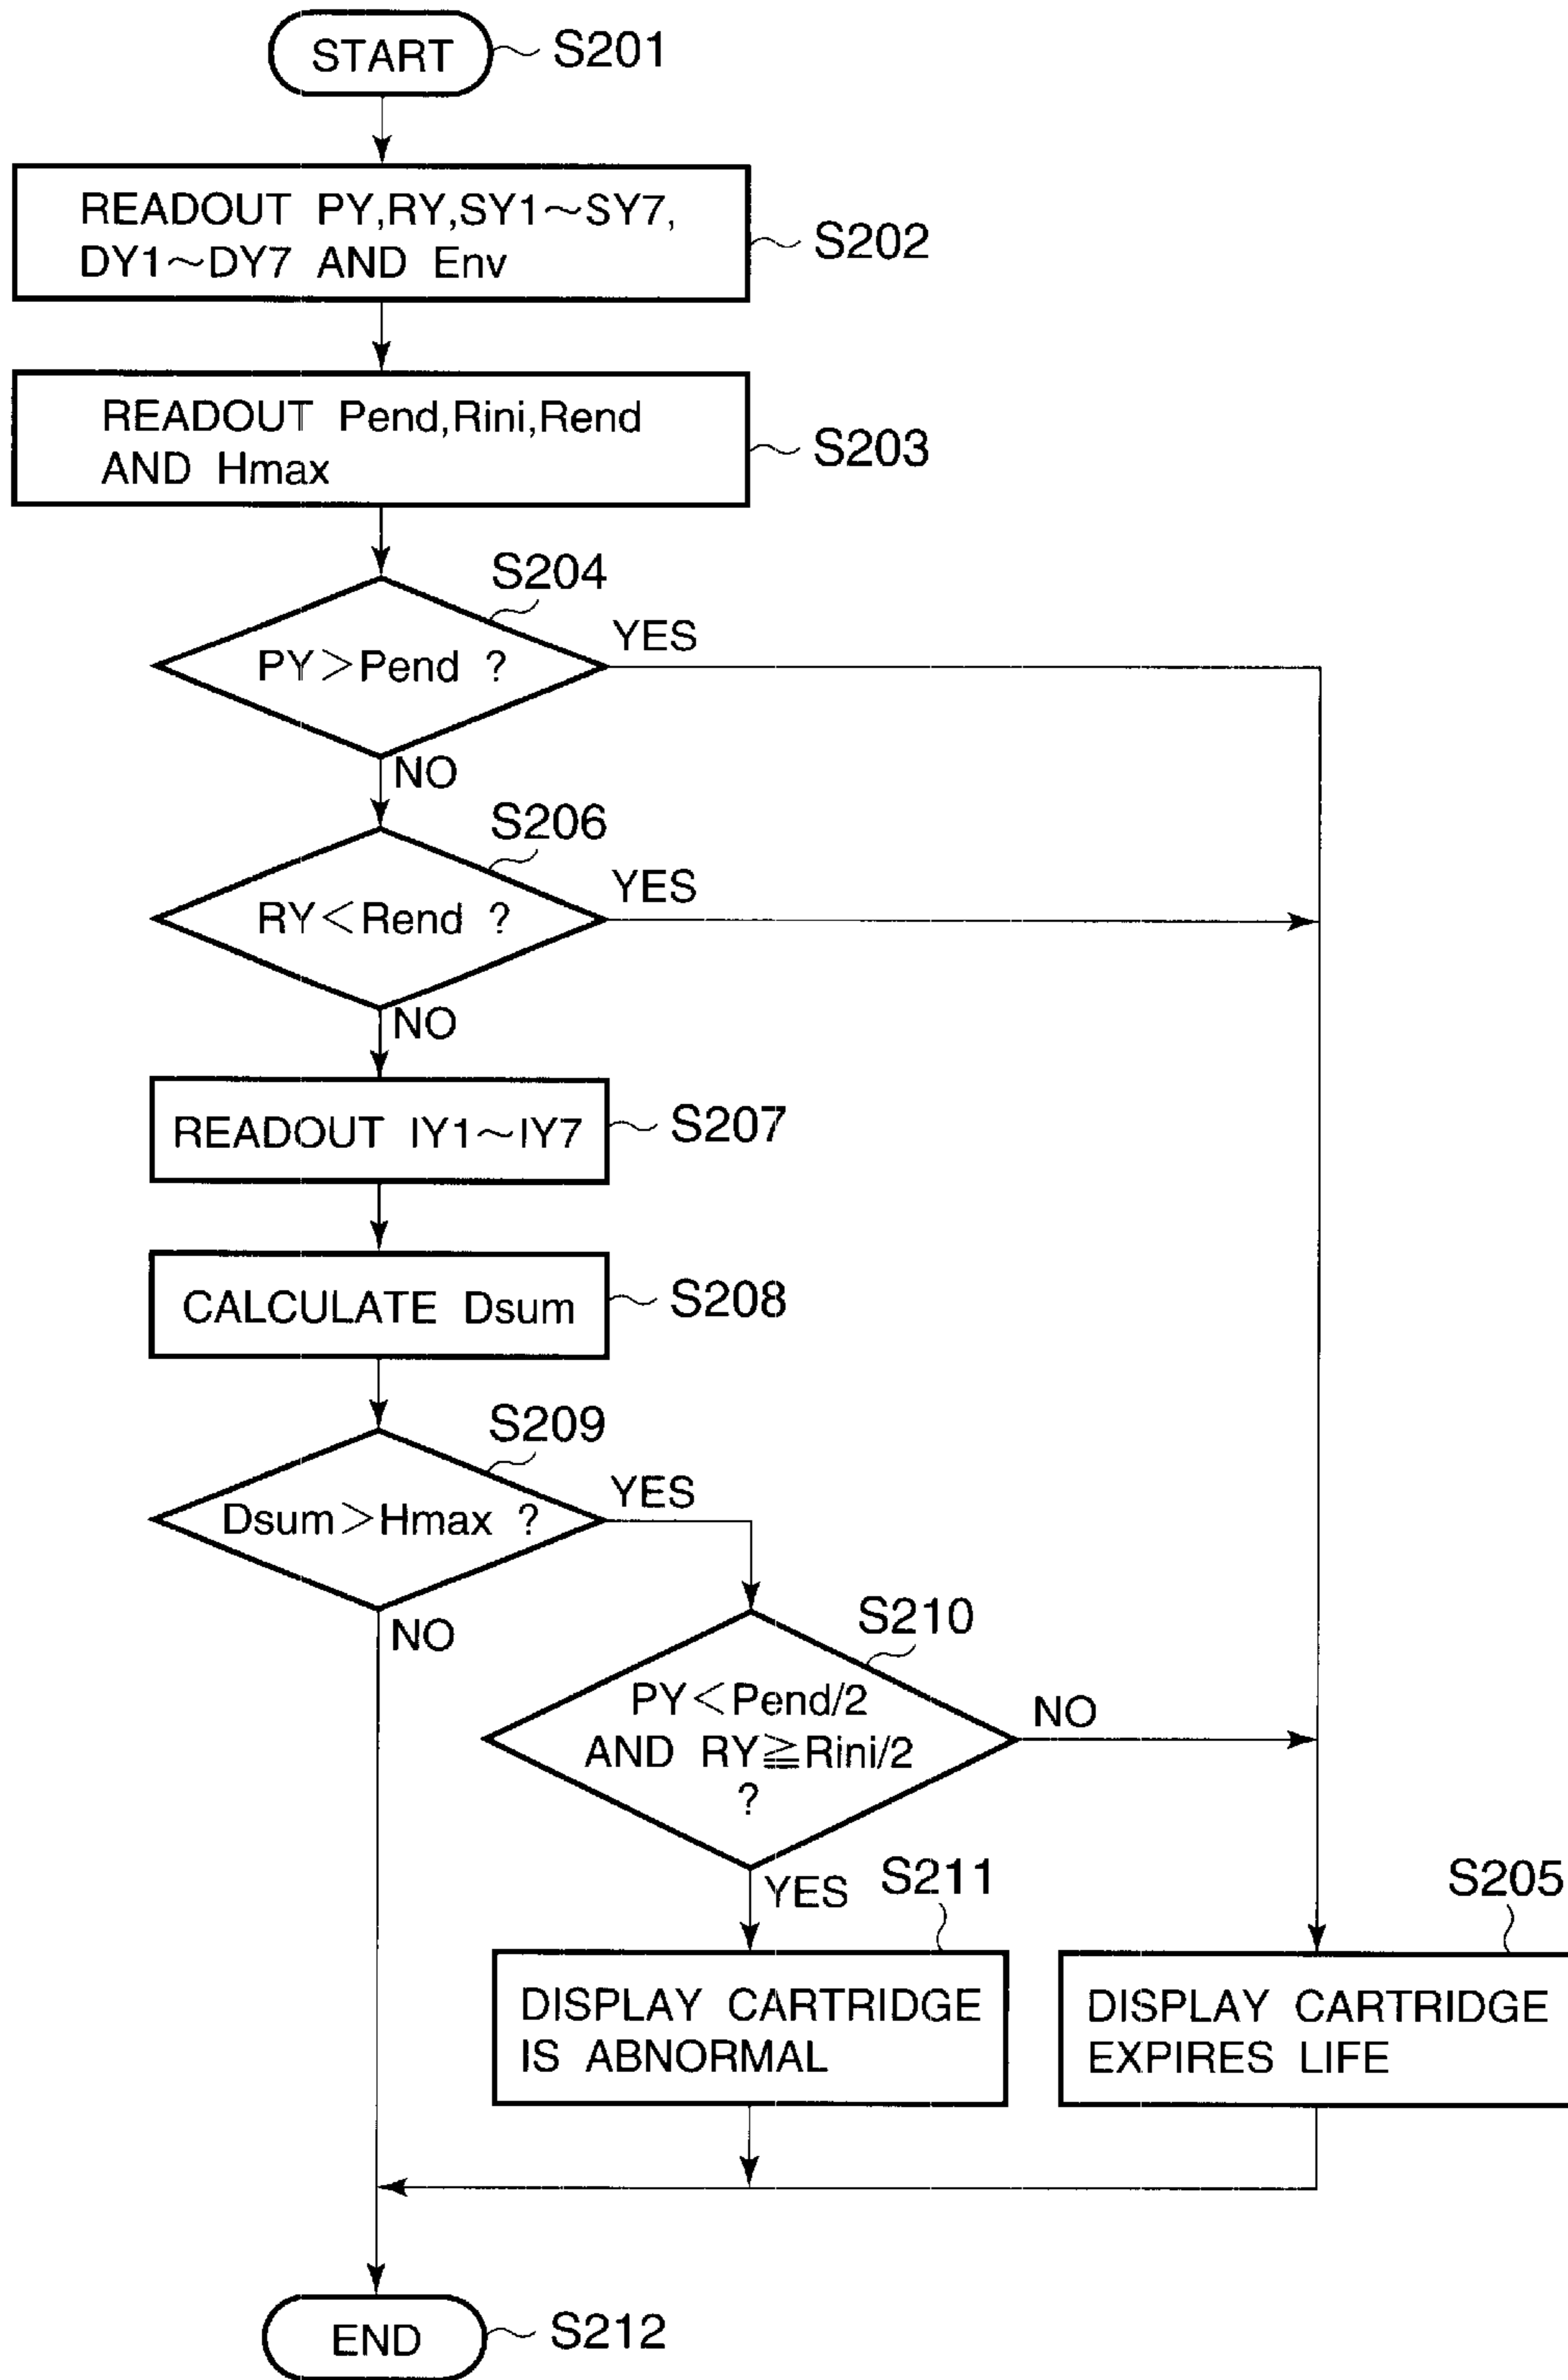 START
S201
READOUT PY,RY,SY1~SY7,
DY1~DY7 AND Env
S202
READOUT Pend,Rini,Rend
AND Hmax
S203
S204
PY>Pend ?
YES
NO
S206
RY<Rend ?
YES
NO
READOUT IY1~IY7
S207
CALCULATE Dsum
S208
S209
Dsum>Hmax ?
YES
NO
S210
PY<Pend/2
AND RY≧Rini/2
?
NO
YES
S211
S205
DISPLAY CARTRIDGE
IS ABNORMAL
DISPLAY CARTRIDGE
EXPIRES LIFE
END
S212